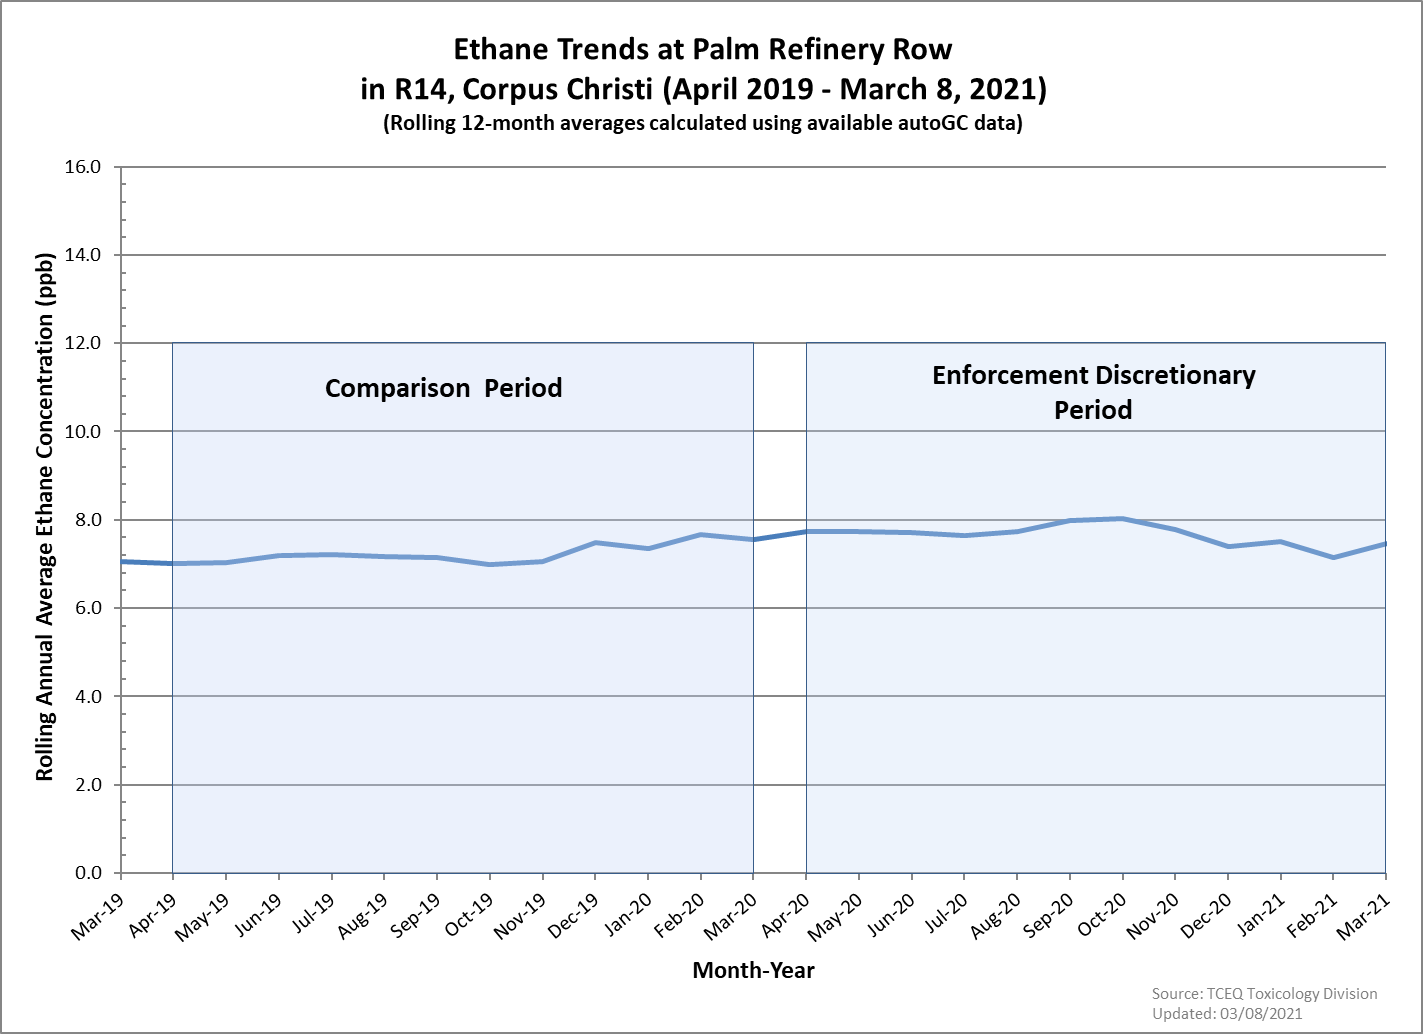 Ethane Trends at Palm Refinery Row
in R14, Corpus Christi (April 2019 - March 8, 2021)
(Rolling 12-month averages calculated using available autoGC data)
Rolling Annual Average Ethane Concentration (ppb)
16.0
14.0
12.0
10.0
8.0
6.0
4.0
2.0
0.0
Comparison Period
Enforcement Discretionary
Period
Mar-19
Apr-19
May-19
Jun-19
Jul-19
Aug-19
Sep-19
Oct-19
Nov-19
Dec-19
Jan-20
Feb-20
Mar-20
Apr-20
May-20
Jun-20
Jul-20
Aug-20
Sep-20
Oct-20
Nov-20
Dec-20
Jan-21
Feb-21
Mar-21
Month-Year
Source: TCEQ Toxicology Division
Updated: 03/08/2021